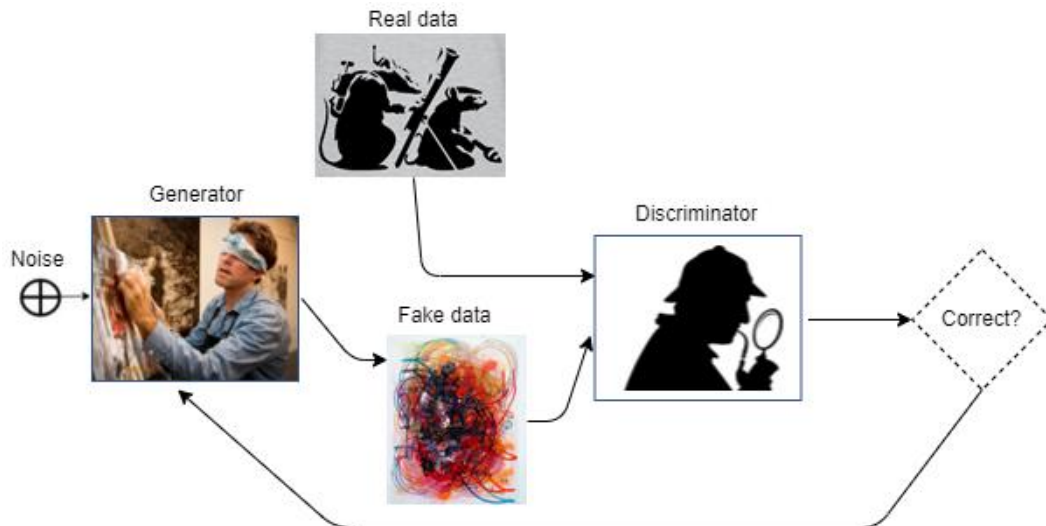 Real data
Generator
Discriminator
Noise
Fake data
Correct?